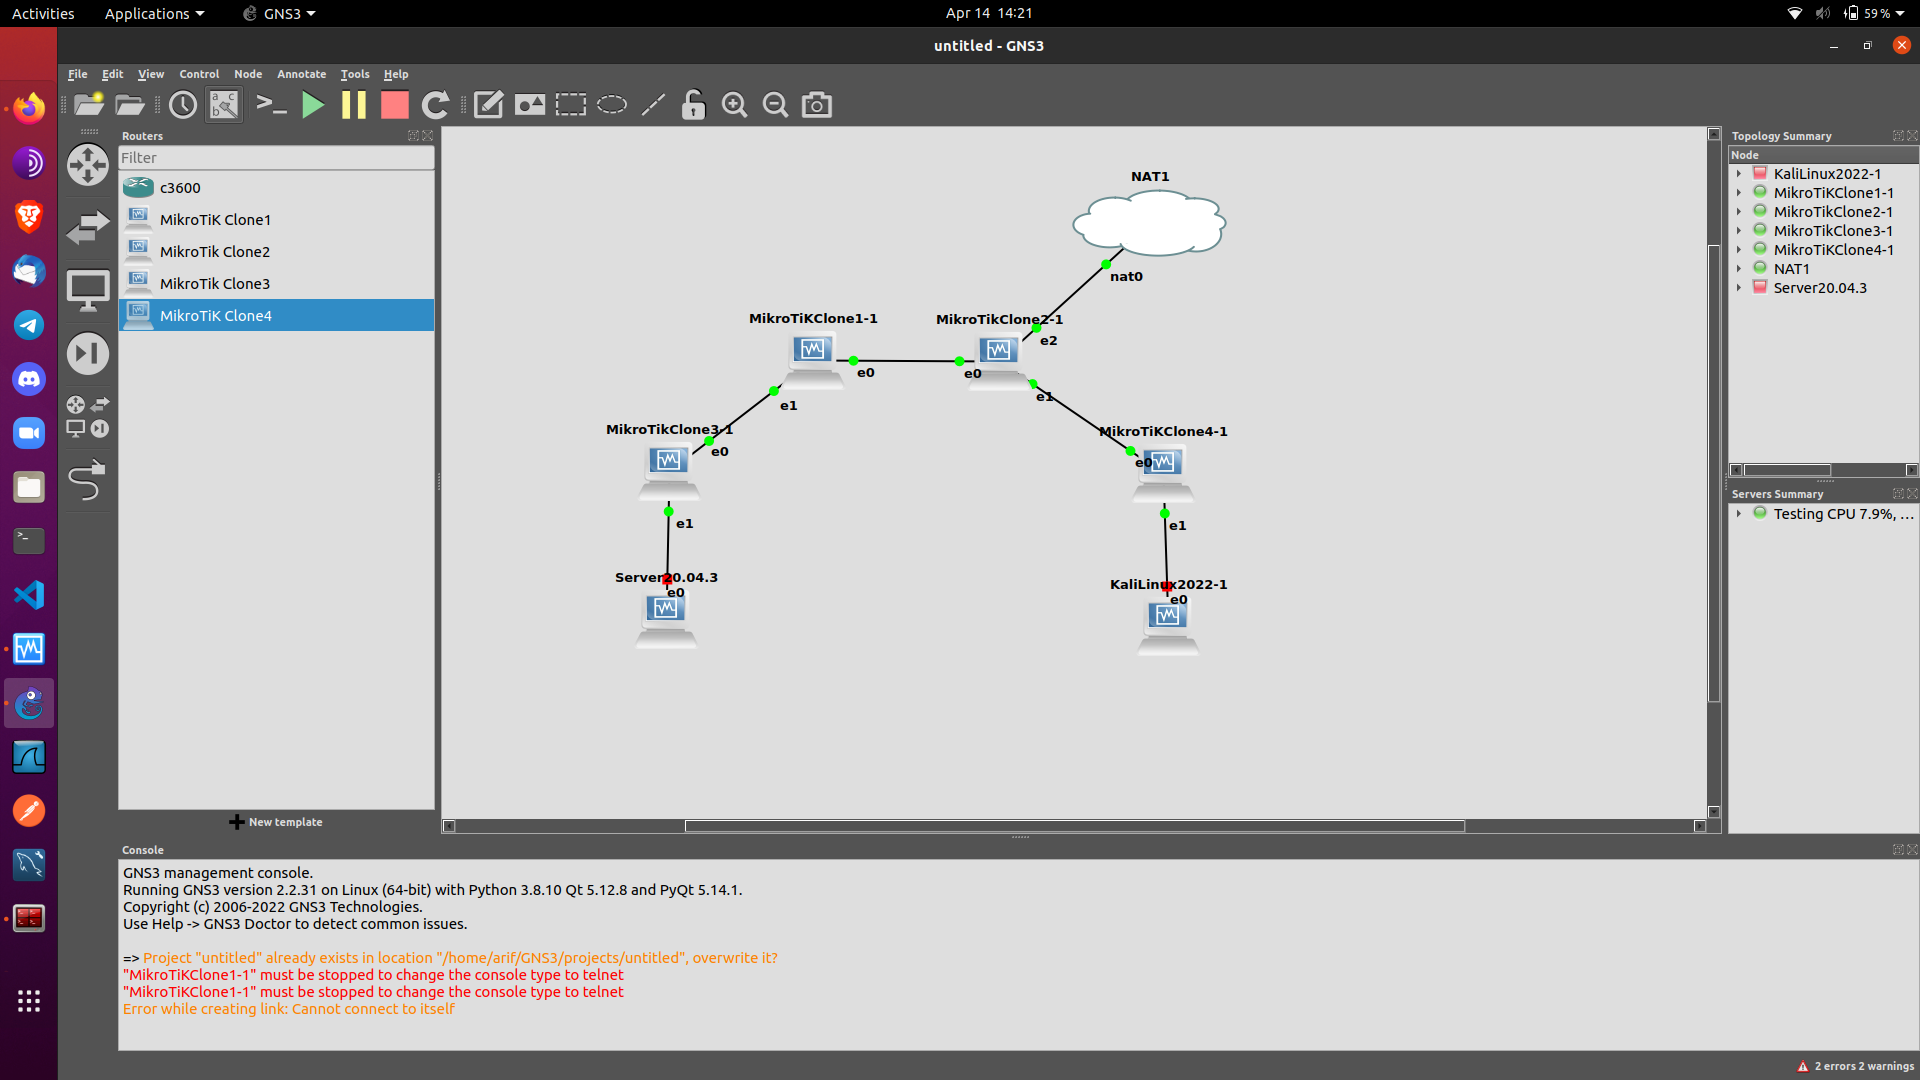 Activities
Applications
GNS3
Apr 14 14:21
59 %
untitled - GNS3
File Edit View Control Node Annotate Tools Help
Routers
Filter
c3600
MikroTiK Clone1
MikroTik Clone2
MikroTik Clone3
MikroTiK Clone4
New template
NAT1
nat0
MikroTiKClone1-1
MikroTikClone2-1
e2
e0
e0
e1
e1
MikroTikClone3-1
MikroTiKClone4-1
e0
e0
e1
e1
Server20.04.3
KaliLinux2022-1
e0
e0
Topology Summary
Node
KaliLinux2022-1
MikroTiKClone1-1
MikroTikClone2-1
MikroTikClone3-1
MikroTiKClone4-1
NAT1
Server20.04.3
Servers Summary
Testing CPU 7.9%, ...
Console
GNS3 management console.
Running GNS3 version 2.2.31 on Linux (64-bit) with Python 3.8.10 Qt 5.12.8 and PyQt 5.14.1.
Copyright (c) 2006-2022 GNS3 Technologies.
Use Help -> GNS3 Doctor to detect common issues.
=> Project "untitled" already exists in location "/home/arif/GNS3/projects/untitled", overwrite it?
"MikroTiKClone1-1" must be stopped to change the console type to telnet
"MikroTiKClone1-1" must be stopped to change the console type to telnet
Error while creating link: Cannot connect to itself
2 errors 2 warnings